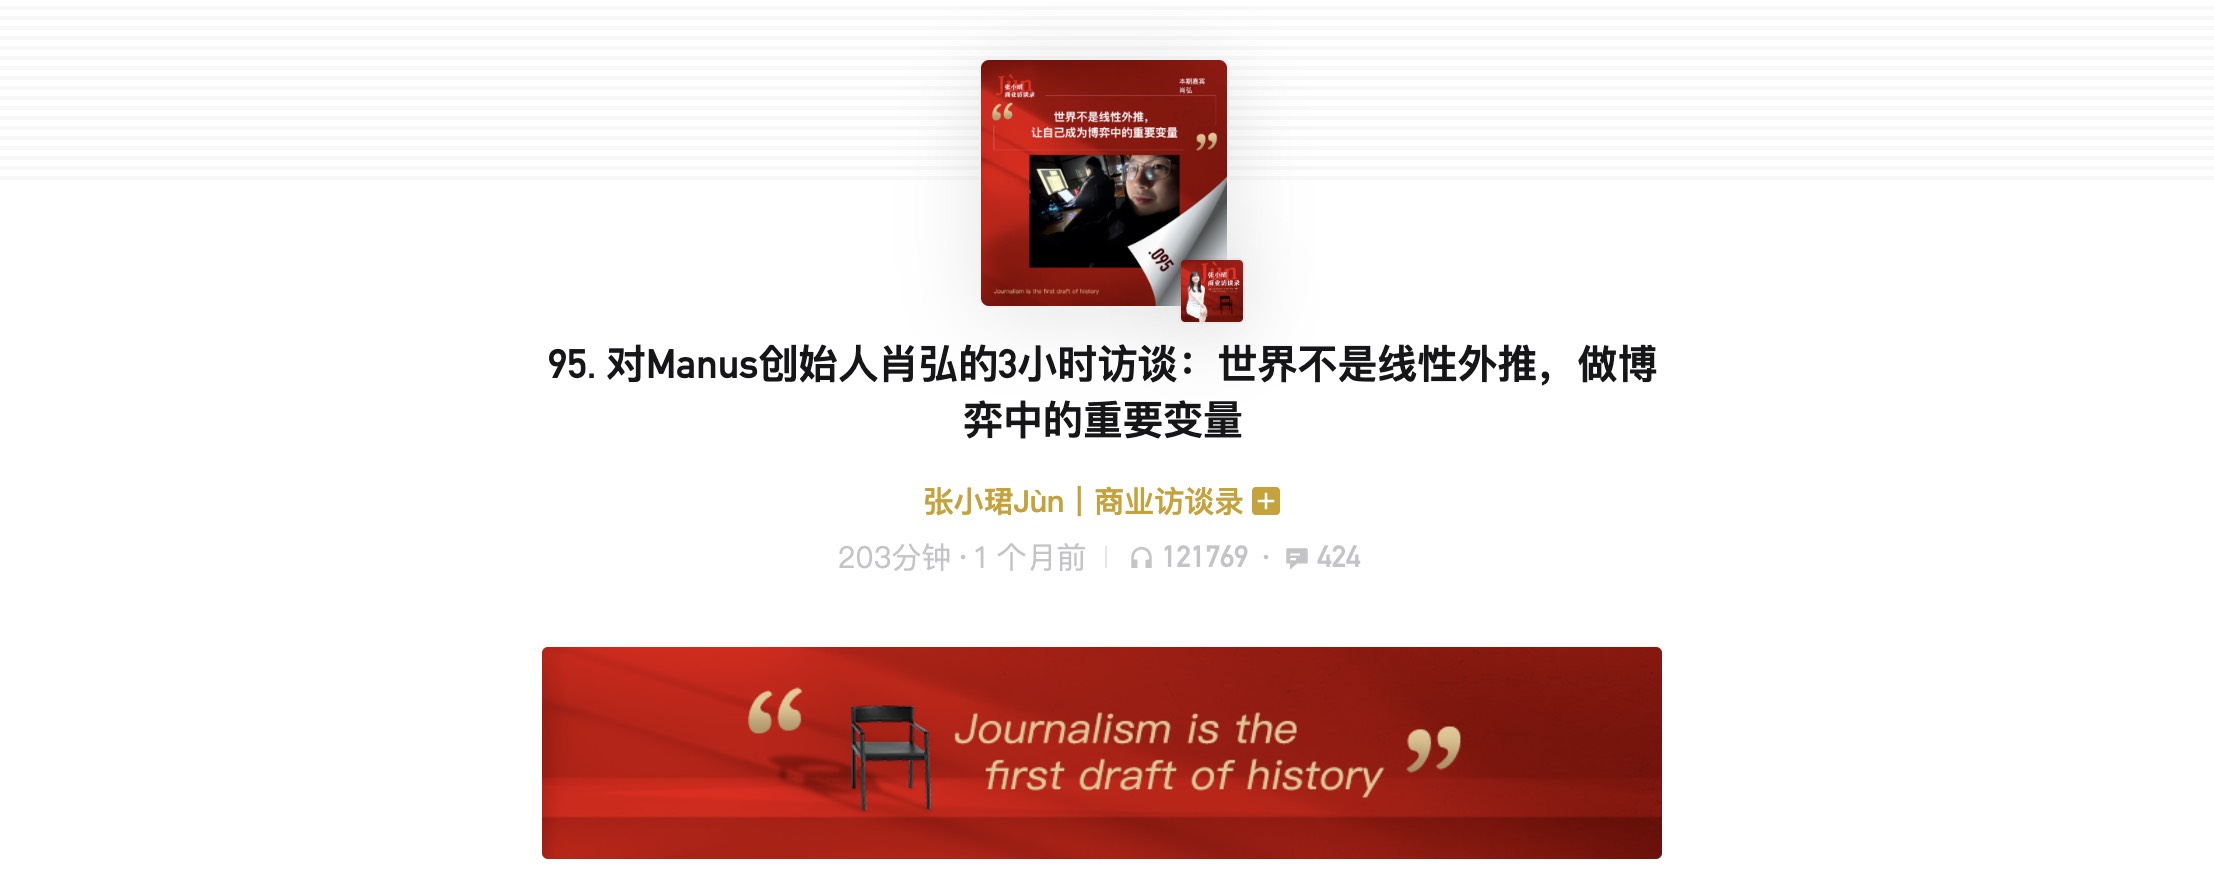 Jùn
张小珺
商业访谈录
本期嘉宾
肖弘
“
世界不是线性外推，
让自己成为博弈中的重要变量
”
.095
Journalism is the first draft of history
Jùn
张小珺
商业访谈录
95. 对Manus创始人肖弘的3小时访谈：世界不是线性外推，做博
弈中的重要变量
张小珺Jùn｜商业访谈录
203分钟·1 个月前 | 121769 · 424
“ Journalism is the
first draft of history ”